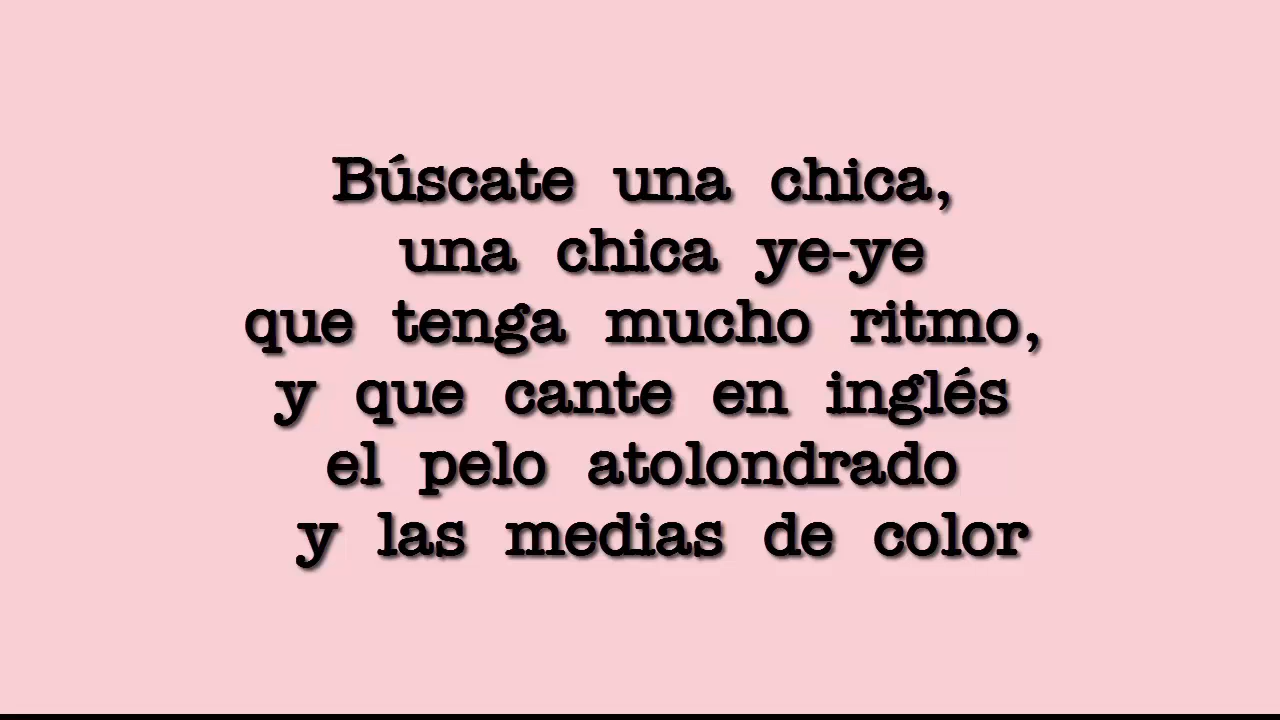 Búscate una chica,
una chica ye-ye
que tenga mucho ritmo,
y que cante en inglés
el pelo atolondrado
y las medias de color